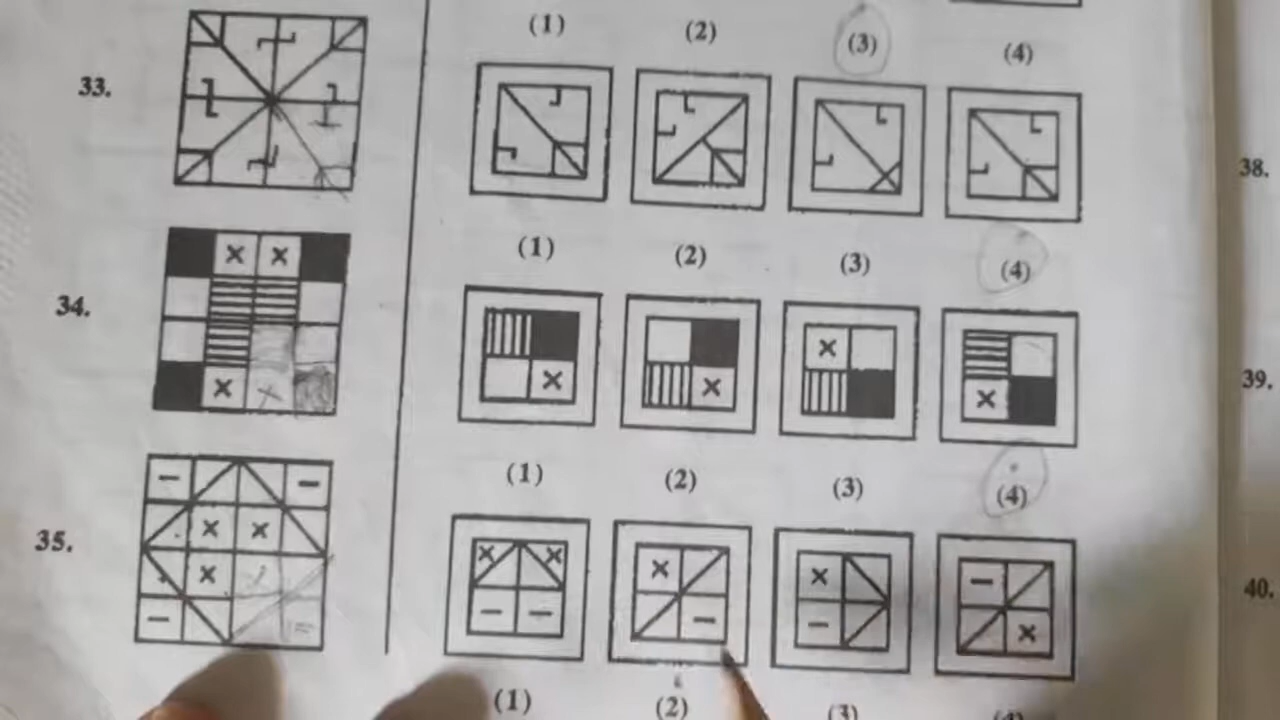 (1) (2) (3) (4)
33.
38.
(1) (2) (3) (4)
34.
39.
(1) (2) (3) (4)
35.
40.
(1) (2) (3) (4)